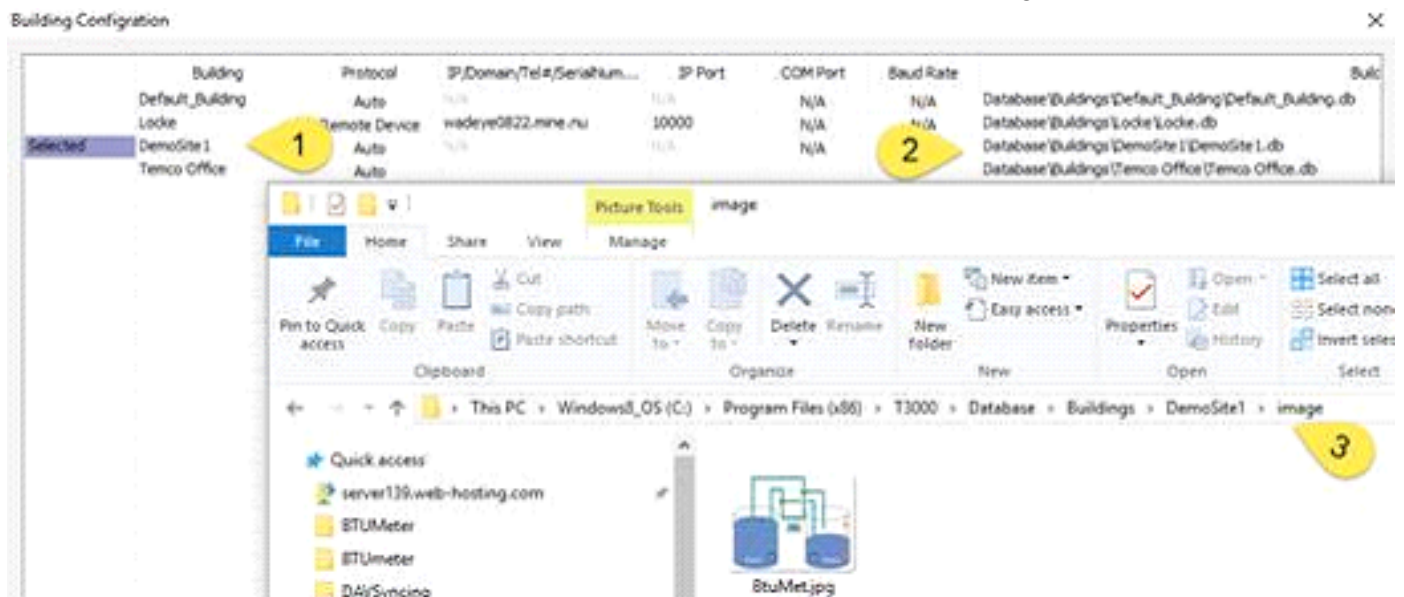 Building Configration
Building Protocol IP/Domain/Tel#/SerialNum.... IP Port COM Port Baud Rate Build
Default_Building Auto N/A N/A N/A N/A Database\Buildings\Default_Building\Default_Building.db
Locke Remote Device wadeye0822.mine.nu 10000 N/A N/A Database\Buildings\Locke\Locke.db
Selected DemoSite1 1 Auto N/A N/A N/A 2 Database\Buildings\DemoSite1\DemoSite1.db
Temco Office Auto Database\Buildings\Temco Office\Temco Office.db
Picture Tools image
File Home Share View Manage
Pin to Quick access Copy Paste Cut Copy path Paste shortcut Move to Copy to Delete Rename New folder New item Easy access Properties Open Edit History Select all Select none Invert selec
Clipboard Organize New Open Select
This PC Windows8_OS (C:) Program Files (x86) T3000 Database Buildings DemoSite1 image
3
Quick access
server139.web-hosting.com
BTUMeter
BTUmeter
DAVSyncing
BtuMet.jpg